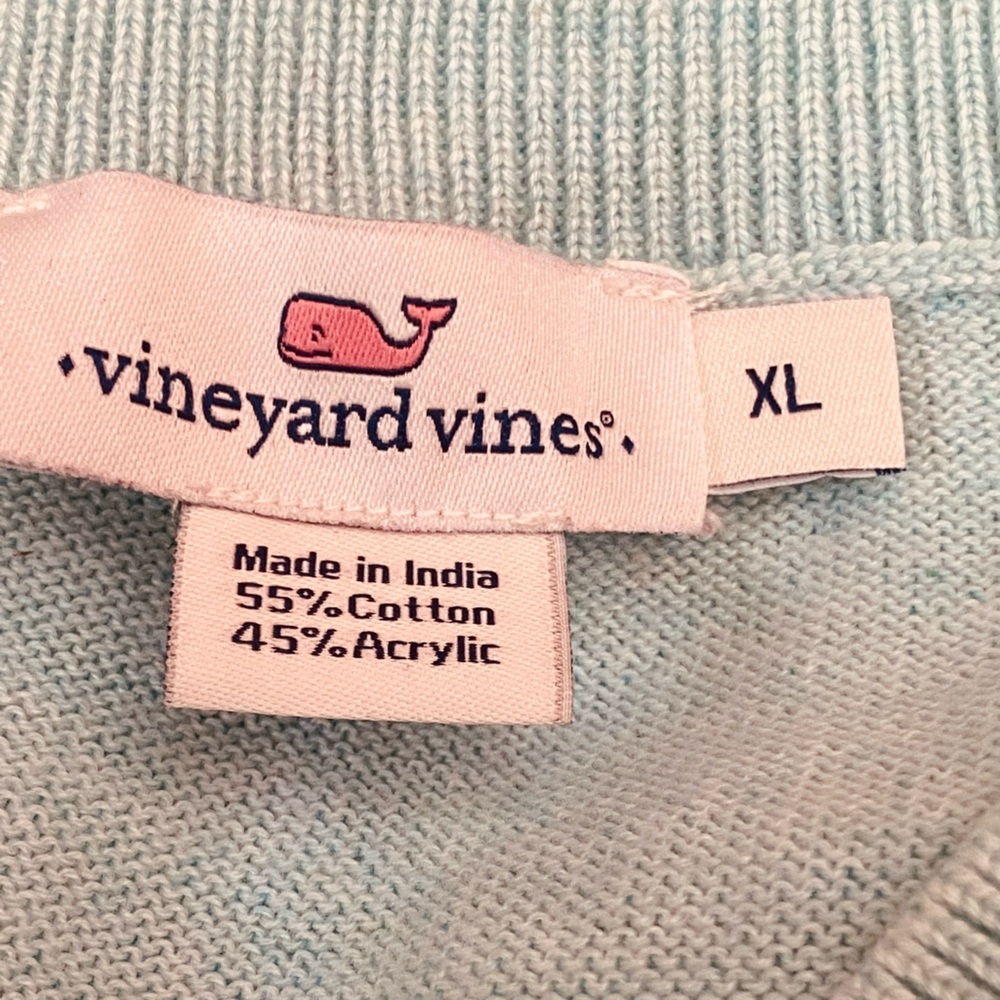 vineyard vines®
XL
Made in India
55% Cotton
45% Acrylic